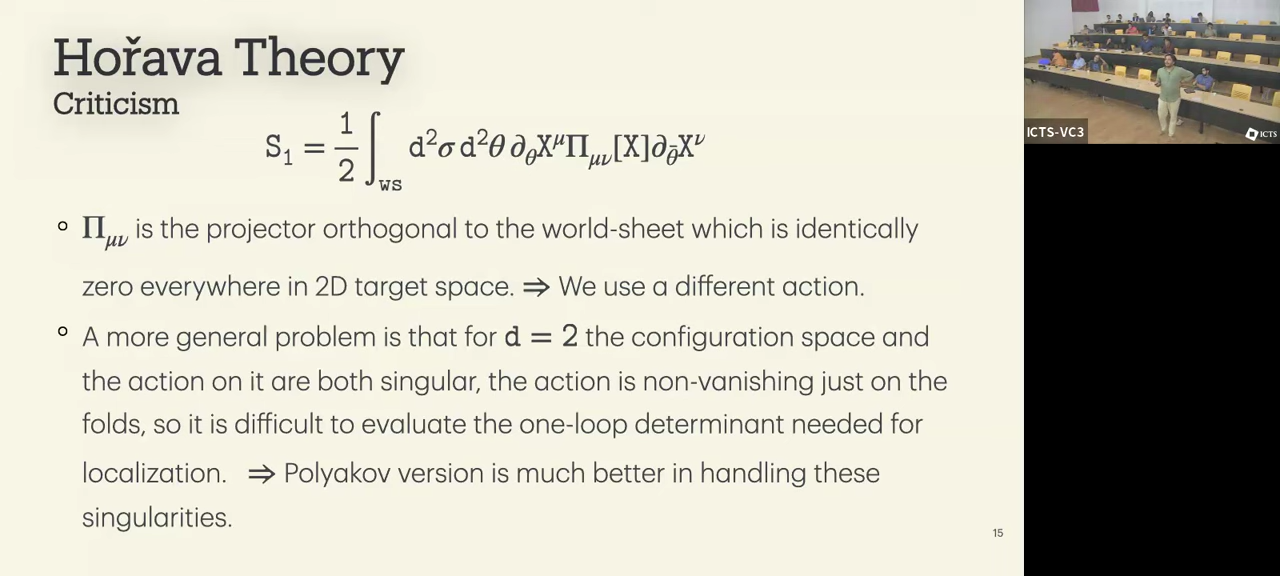 Hořava Theory
Criticism
S₁ = 1/2 ∫_WS d²σ d²θ ∂_θX^μ Π_μν[X] ∂_θ̄X^ν
∘ Π_μν is the projector orthogonal to the world-sheet which is identically
zero everywhere in 2D target space. ⇒ We use a different action.
∘ A more general problem is that for d = 2 the configuration space and
the action on it are both singular, the action is non-vanishing just on the
folds, so it is difficult to evaluate the one-loop determinant needed for
localization. ⇒ Polyakov version is much better in handling these
singularities.
15
ICTS-VC3
ICTS